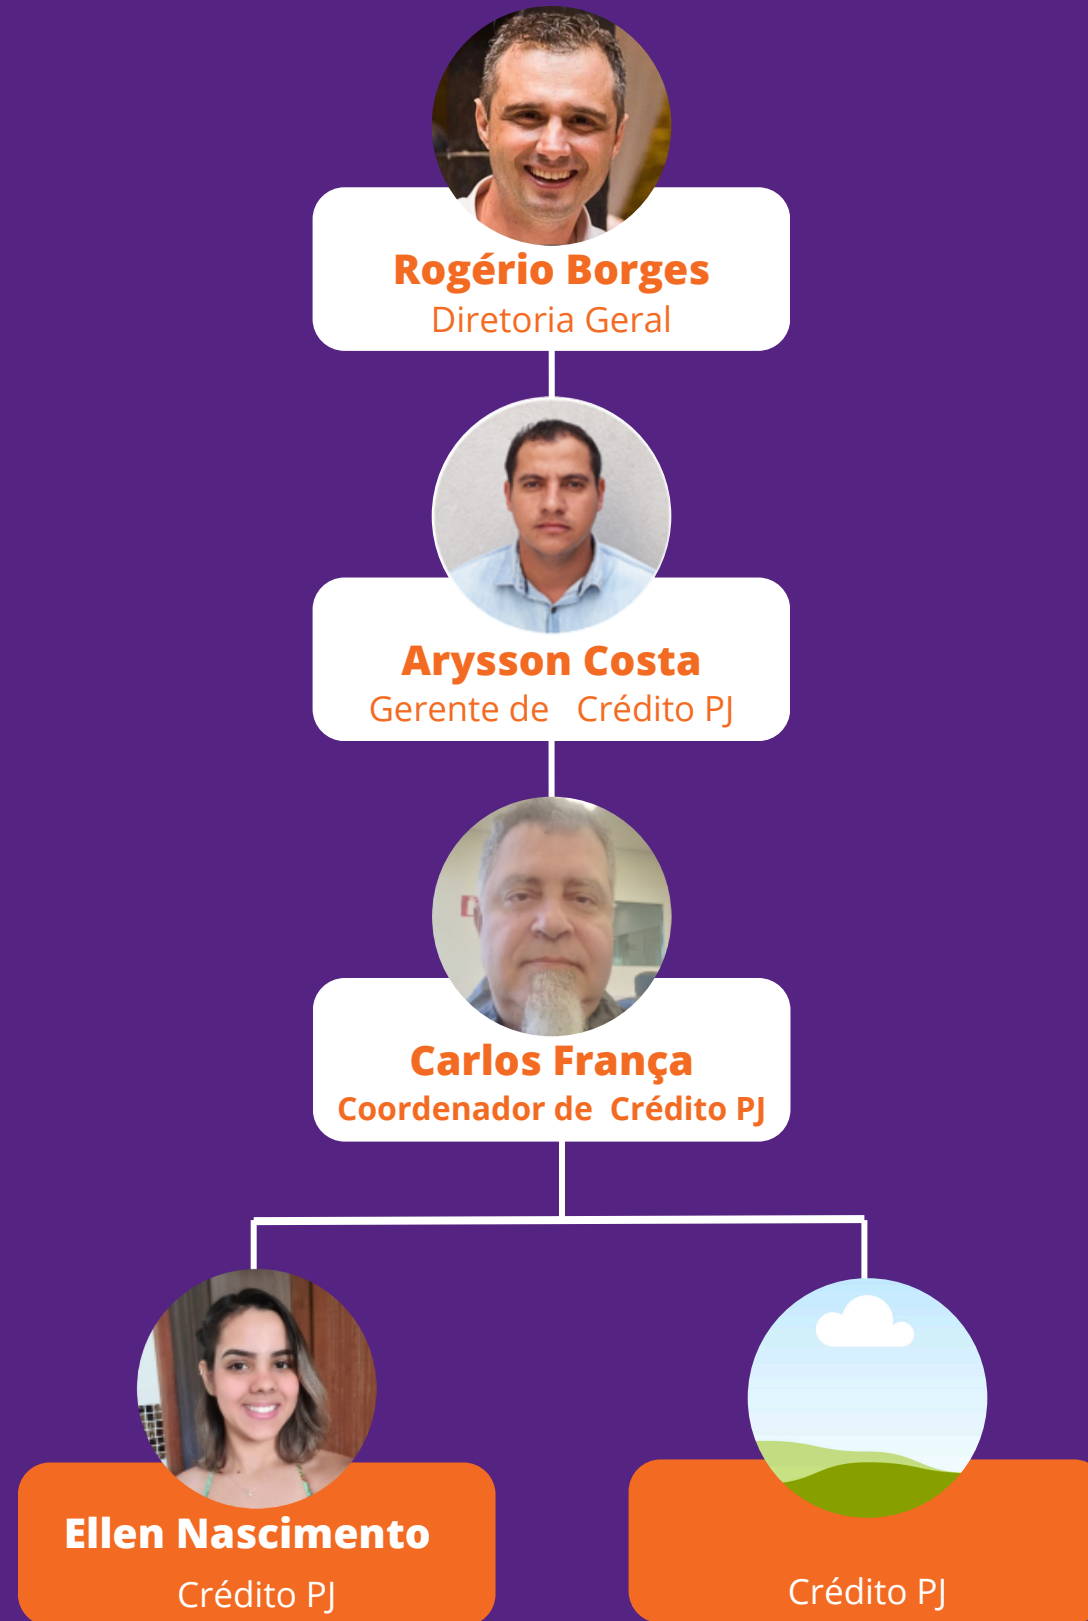 Rogério Borges
Diretoria Geral
Arysson Costa
Gerente de Crédito PJ
Carlos França
Coordenador de Crédito PJ
Ellen Nascimento
Crédito PJ
Crédito PJ